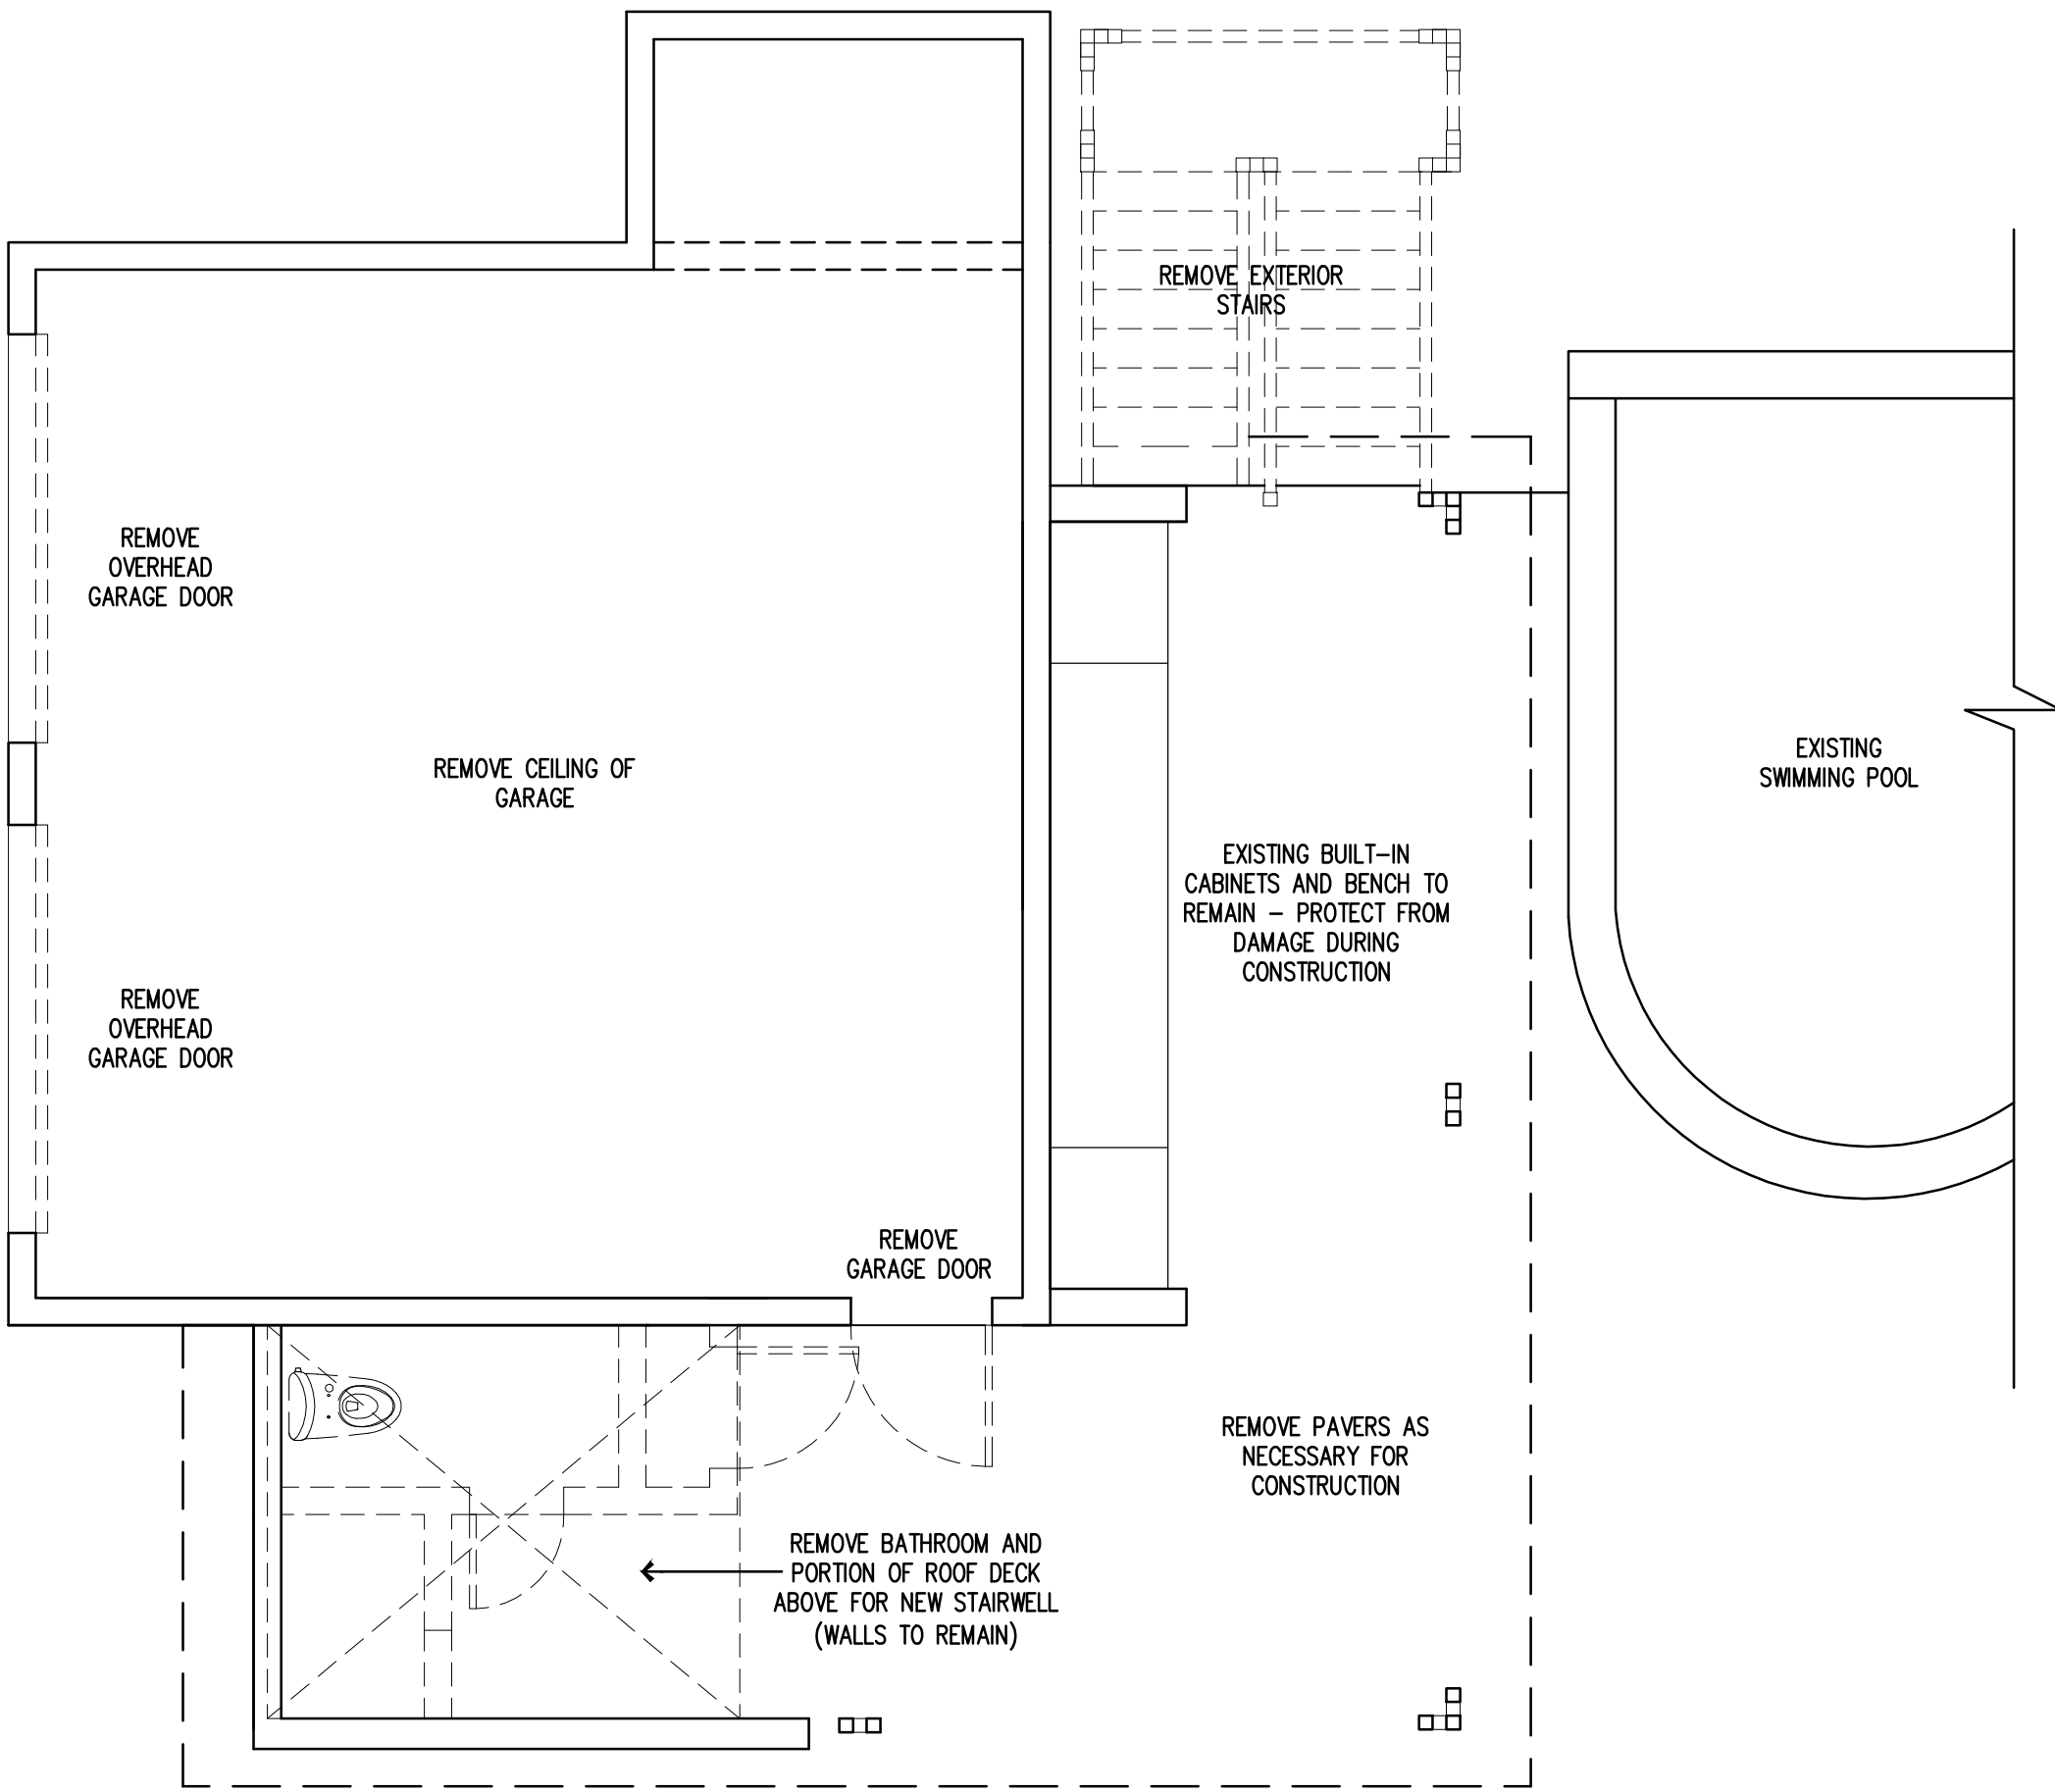 REMOVE EXTERIOR
STAIRS
REMOVE
OVERHEAD
GARAGE DOOR
REMOVE CEILING OF
GARAGE
EXISTING
SWIMMING POOL
EXISTING BUILT-IN
CABINETS AND BENCH TO
REMAIN - PROTECT FROM
DAMAGE DURING
CONSTRUCTION
REMOVE
OVERHEAD
GARAGE DOOR
REMOVE
GARAGE DOOR
REMOVE PAVERS AS
NECESSARY FOR
CONSTRUCTION
REMOVE BATHROOM AND
PORTION OF ROOF DECK
ABOVE FOR NEW STAIRWELL
(WALLS TO REMAIN)